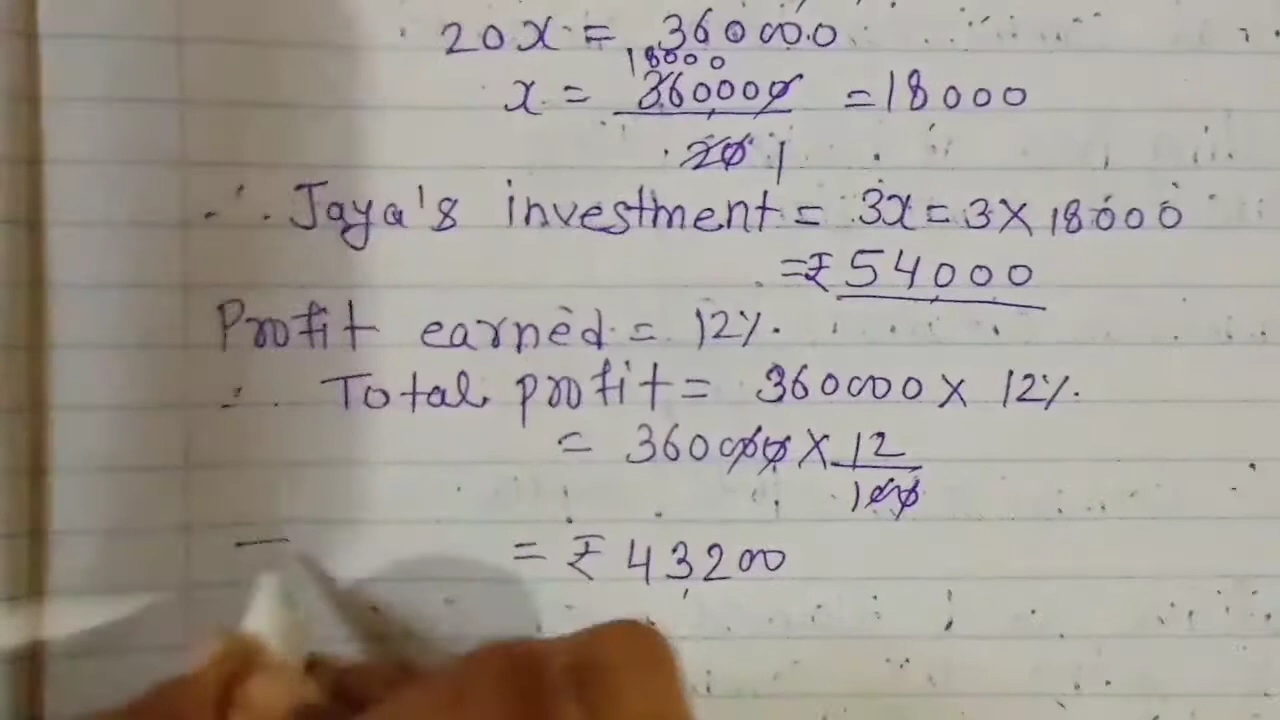 20x = 360000
18000
x = 360000 = 18000
20 1
∴ Jaya's investment = 3x = 3 × 18000
= ₹ 54000
Profit earned = 12%.
∴ Total profit = 360000 × 12%.
= 360000 × 12
100
= ₹ 43200